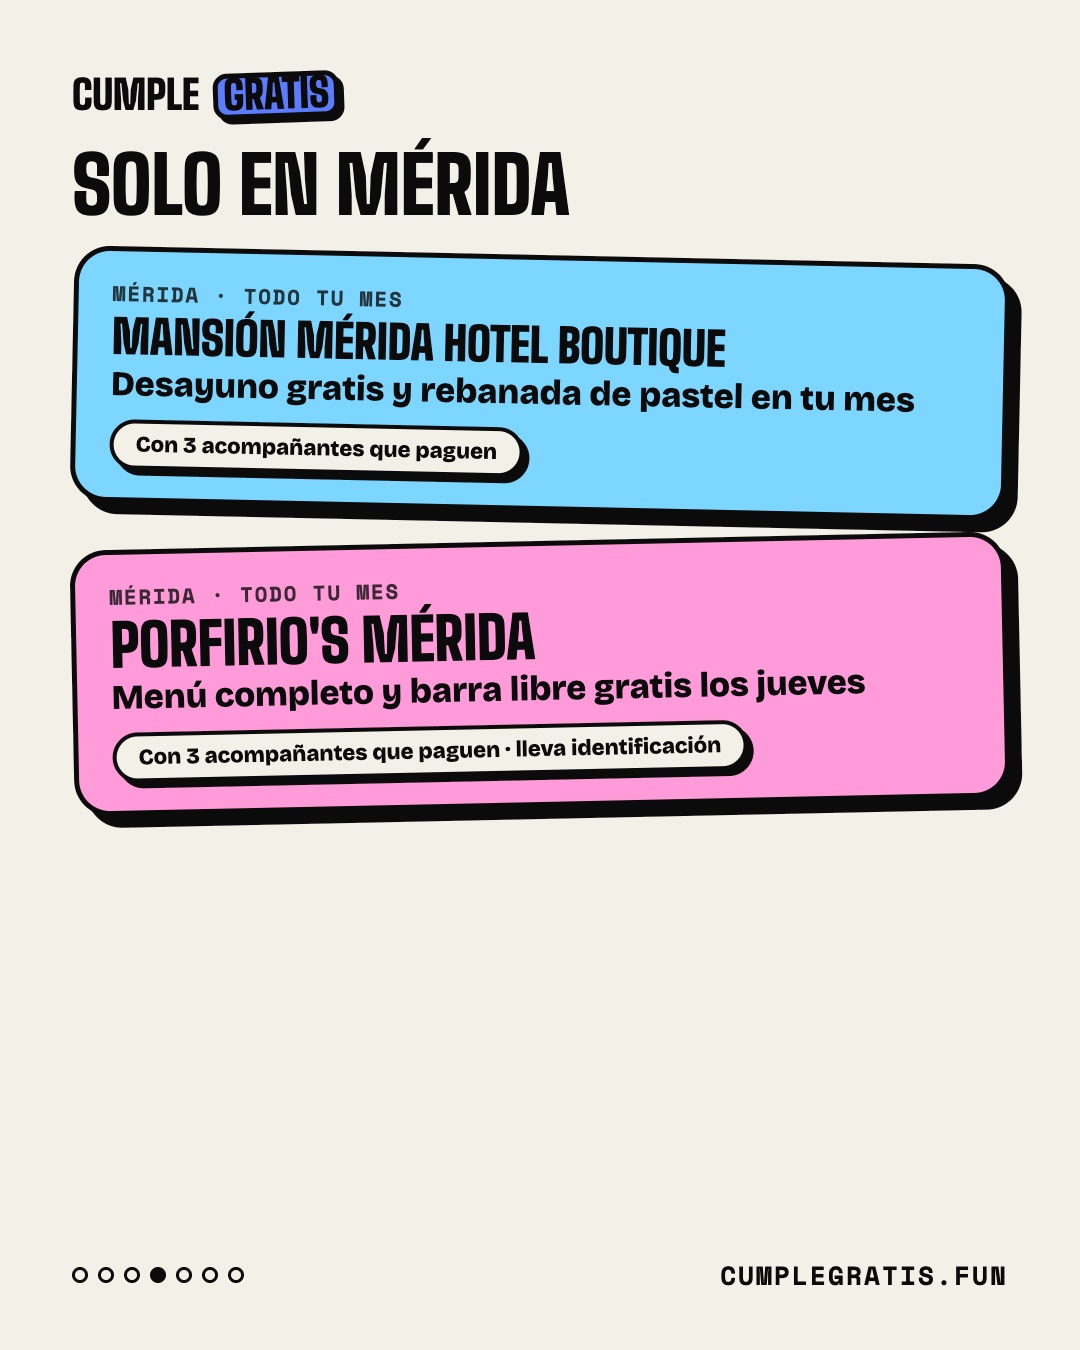 CUMPLE GRATIS
SOLO EN MÉRIDA
MÉRIDA · TODO TU MES
MANSIÓN MÉRIDA HOTEL BOUTIQUE
Desayuno gratis y rebanada de pastel en tu mes
Con 3 acompañantes que paguen
MÉRIDA · TODO TU MES
PORFIRIO'S MÉRIDA
Menú completo y barra libre gratis los jueves
Con 3 acompañantes que paguen · lleva identificación
CUMPLEGRATIS.FUN